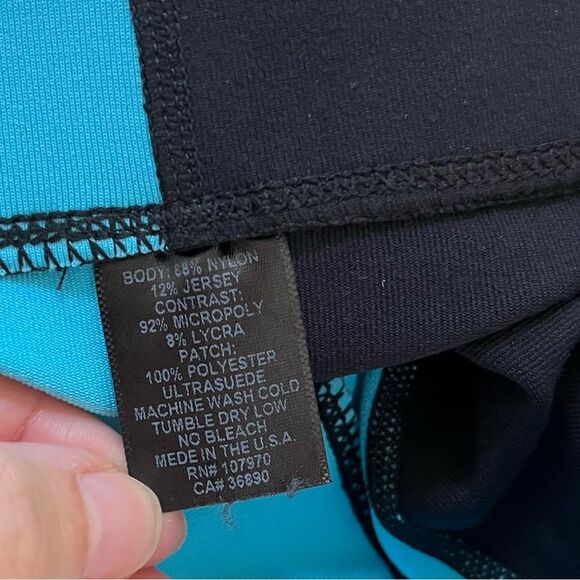 BODY: 88% NYLON
12% JERSEY
CONTRAST:
92% MICROPOLY
8% LYCRA
PATCH:
100% POLYESTER
ULTRASUEDE
MACHINE WASH COLD
TUMBLE DRY LOW
NO BLEACH
MEDE IN THE U.S.A.
RN# 107970
CA# 36890